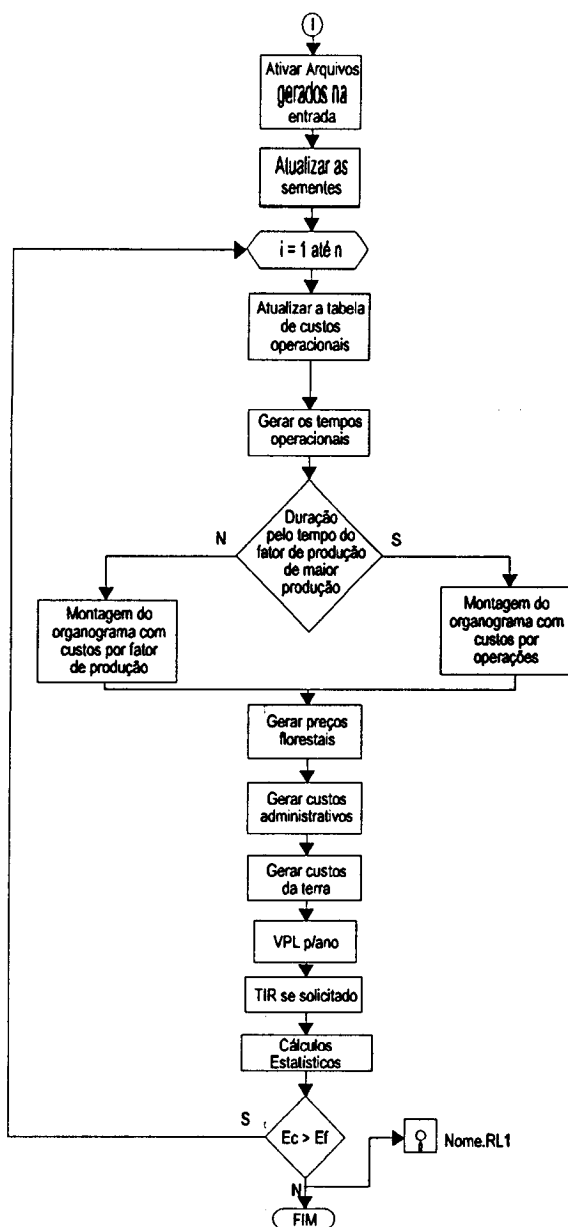 I
Ativar Arquivos
gerados na
entrada
Atualizar as
sementes
i = 1 até n
Atualizar a tabela
de custos
operacionais
Gerar os tempos
operacionais
Duração
pelo tempo do
fator de produção
de maior
produção
N
S
Montagem do
organograma com
custos por fator
de produção
Montagem do
organograma com
custos por
operações
Gerar preços
florestais
Gerar custos
administrativos
Gerar custos
da terra
VPL p/ano
TIR se solicitado
Cálculos
Estatísticos
S
Ec > Ef
Nome.RL1
N
FIM